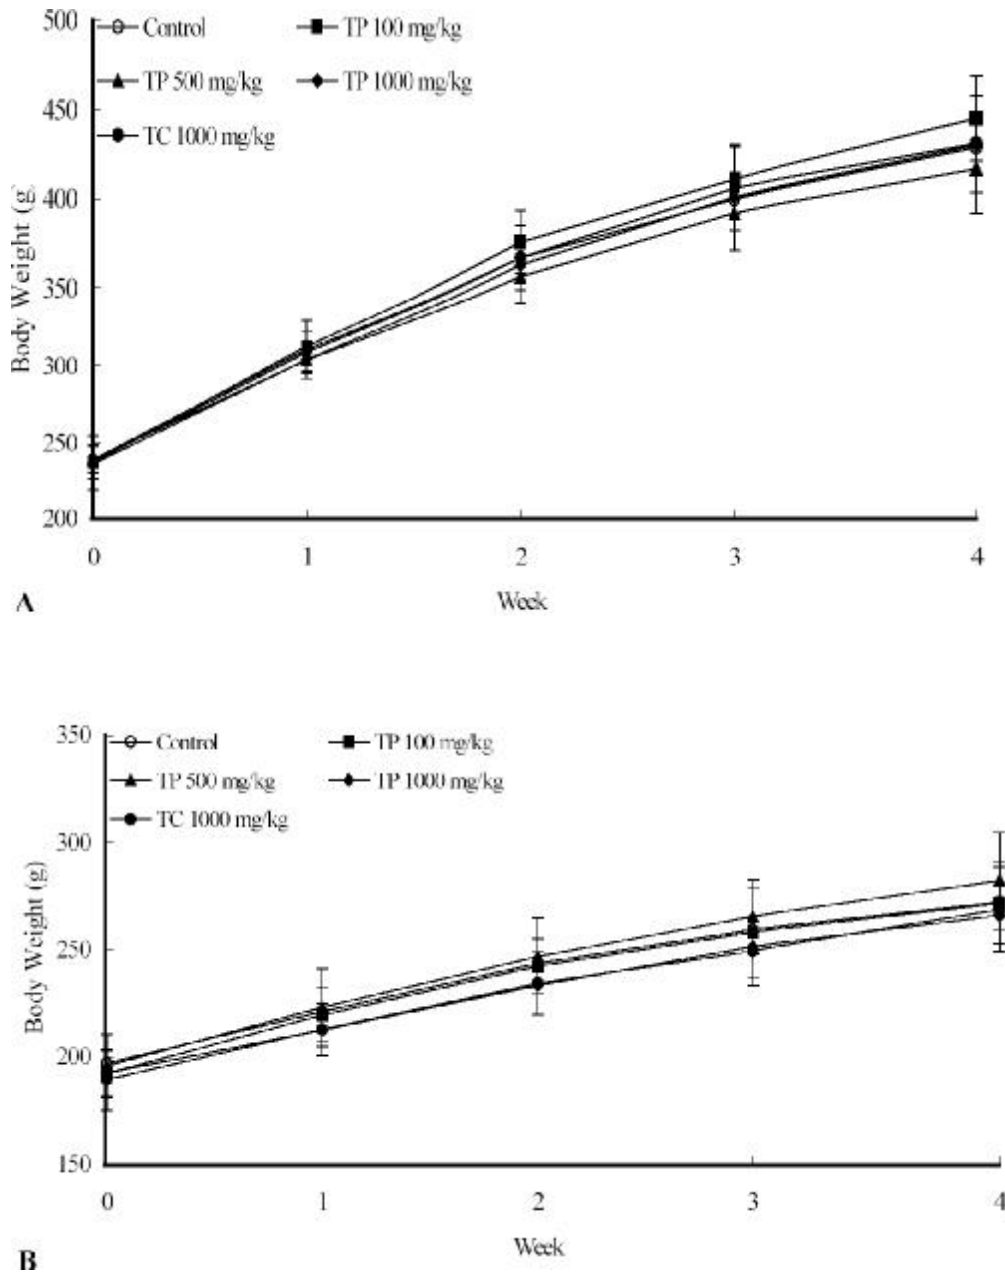 500
Control TP 100 mg/kg
450
TP 500 mg/kg TP 1000 mg/kg
TC 1000 mg/kg
400
350
300
250
200
Body Weight (g)
0 1 2 3 4
Week
A
350
Control TP 100 mg/kg
TP 500 mg/kg TP 1000 mg/kg
TC 1000 mg/kg
300
250
200
150
Body Weight (g)
0 1 2 3 4
Week
B